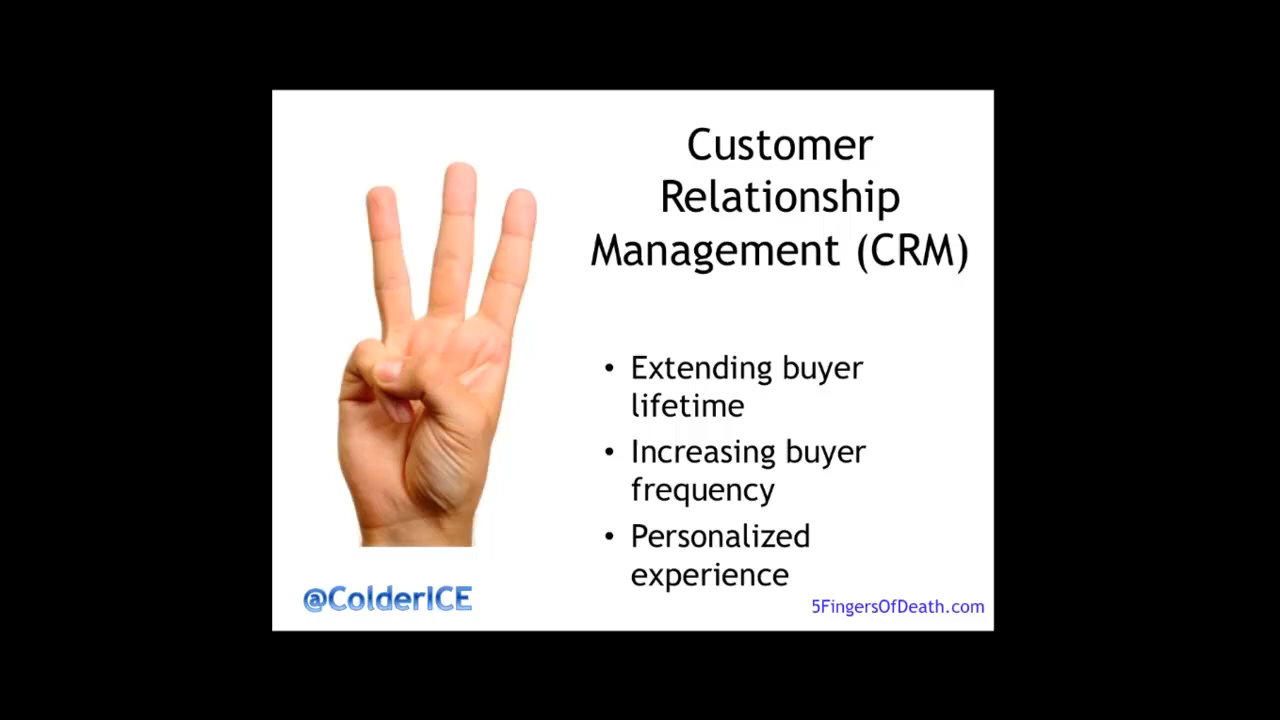 Customer
Relationship
Management (CRM)
• Extending buyer
lifetime
• Increasing buyer
frequency
• Personalized
experience
@ColderICE
5FingersOfDeath.com